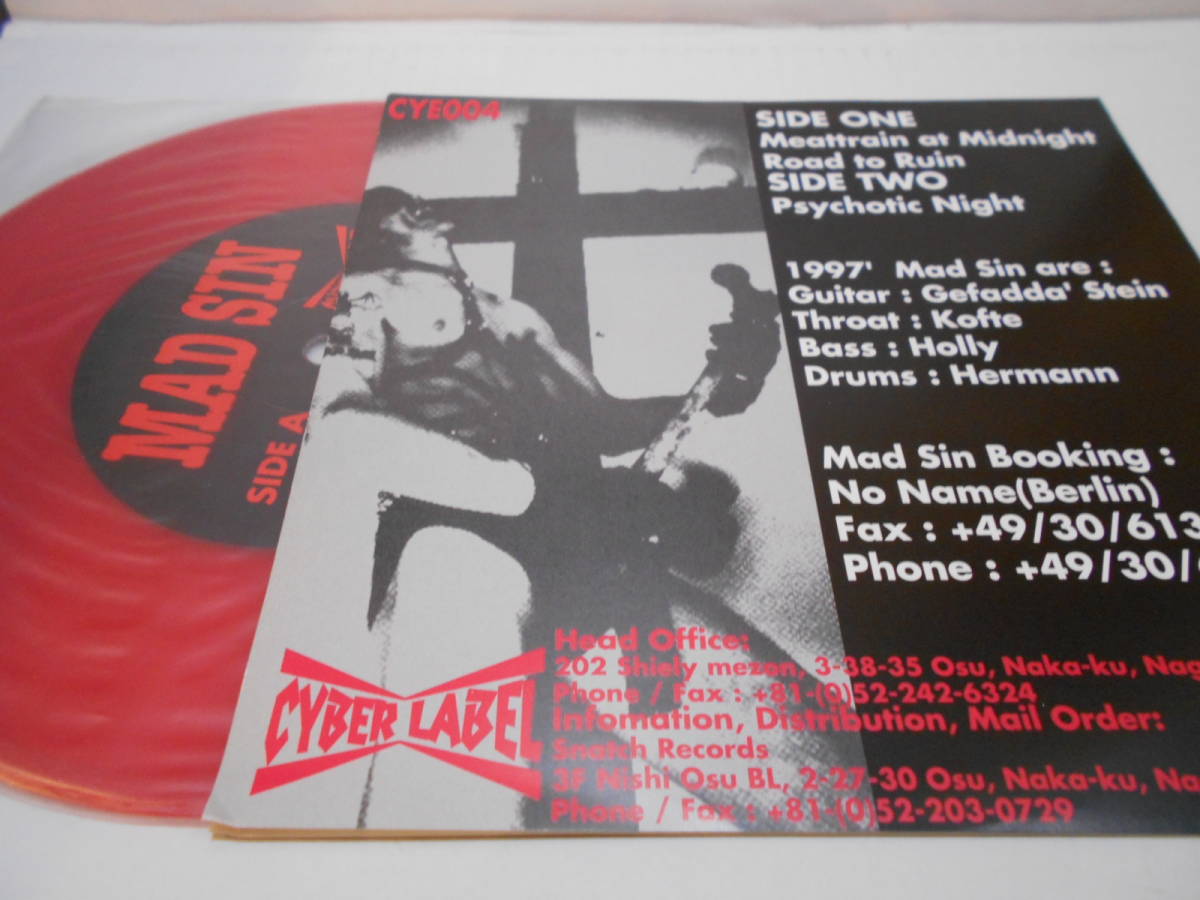 CYE004
SIDE ONE
Meattrain at Midnight
Road to Ruin
SIDE TWO
Psychotic Night
1997' Mad Sin are :
Guitar : Gefadda' Stein
Throat : Kofte
Bass : Holly
Drums : Hermann
Mad Sin Booking :
No Name(Berlin)
Fax : +49/30/613
Phone : +49/30/
Head Office:
202 Shiely mezon, 3-38-35 Osu, Naka-ku, Nag
Phone / Fax : +81-(0)52-242-6324
Infomation, Distribution, Mail Order:
Snatch Records
3F Nishi Osu BL, 2-27-30 Osu, Naka-ku, Na
Phone / Fax : +81-(0)52-203-0729
CYBER LABEL
MAD SIN
SIDE A